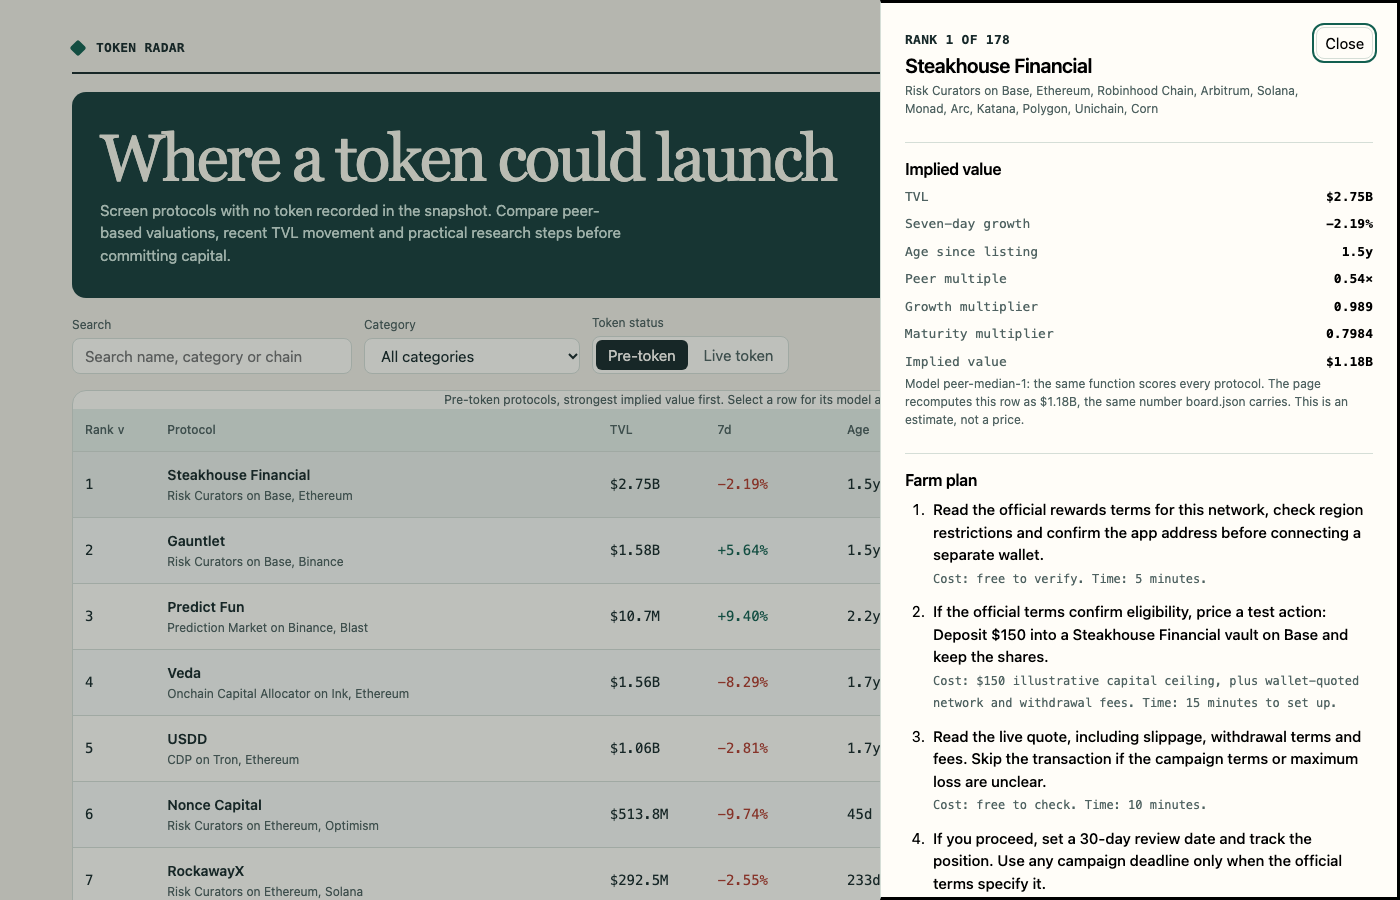 TOKEN RADAR
Where a token could launch
Screen protocols with no token recorded in the snapshot. Compare peer-
based valuations, recent TVL movement and practical research steps before
committing capital.
Search
Category
Token status
Search name, category or chain
All categories
Pre-token
Live token
Pre-token protocols, strongest implied value first. Select a row for its model a
Rank v
Protocol
TVL
7d
Age
1
Steakhouse Financial
Risk Curators on Base, Ethereum
$2.75B
−2.19%
1.5y
2
Gauntlet
Risk Curators on Base, Binance
$1.58B
+5.64%
1.5y
3
Predict Fun
Prediction Market on Binance, Blast
$10.7M
+9.40%
2.2y
4
Veda
Onchain Capital Allocator on Ink, Ethereum
$1.56B
−8.29%
1.7y
5
USDD
CDP on Tron, Ethereum
$1.06B
−2.81%
1.7y
6
Nonce Capital
Risk Curators on Ethereum, Optimism
$513.8M
−9.74%
45d
7
RockawayX
Risk Curators on Ethereum, Solana
$292.5M
−2.55%
233d
RANK 1 OF 178
Close
Steakhouse Financial
Risk Curators on Base, Ethereum, Robinhood Chain, Arbitrum, Solana,
Monad, Arc, Katana, Polygon, Unichain, Corn
Implied value
TVL $2.75B
Seven-day growth −2.19%
Age since listing 1.5y
Peer multiple 0.54×
Growth multiplier 0.989
Maturity multiplier 0.7984
Implied value $1.18B
Model peer-median-1: the same function scores every protocol. The page
recomputes this row as $1.18B, the same number board.json carries. This is an
estimate, not a price.
Farm plan
1. Read the official rewards terms for this network, check region
restrictions and confirm the app address before connecting a
separate wallet.
Cost: free to verify. Time: 5 minutes.
2. If the official terms confirm eligibility, price a test action:
Deposit $150 into a Steakhouse Financial vault on Base and
keep the shares.
Cost: $150 illustrative capital ceiling, plus wallet-quoted
network and withdrawal fees. Time: 15 minutes to set up.
3. Read the live quote, including slippage, withdrawal terms and
fees. Skip the transaction if the campaign terms or maximum
loss are unclear.
Cost: free to check. Time: 10 minutes.
4. If you proceed, set a 30-day review date and track the
position. Use any campaign deadline only when the official
terms specify it.